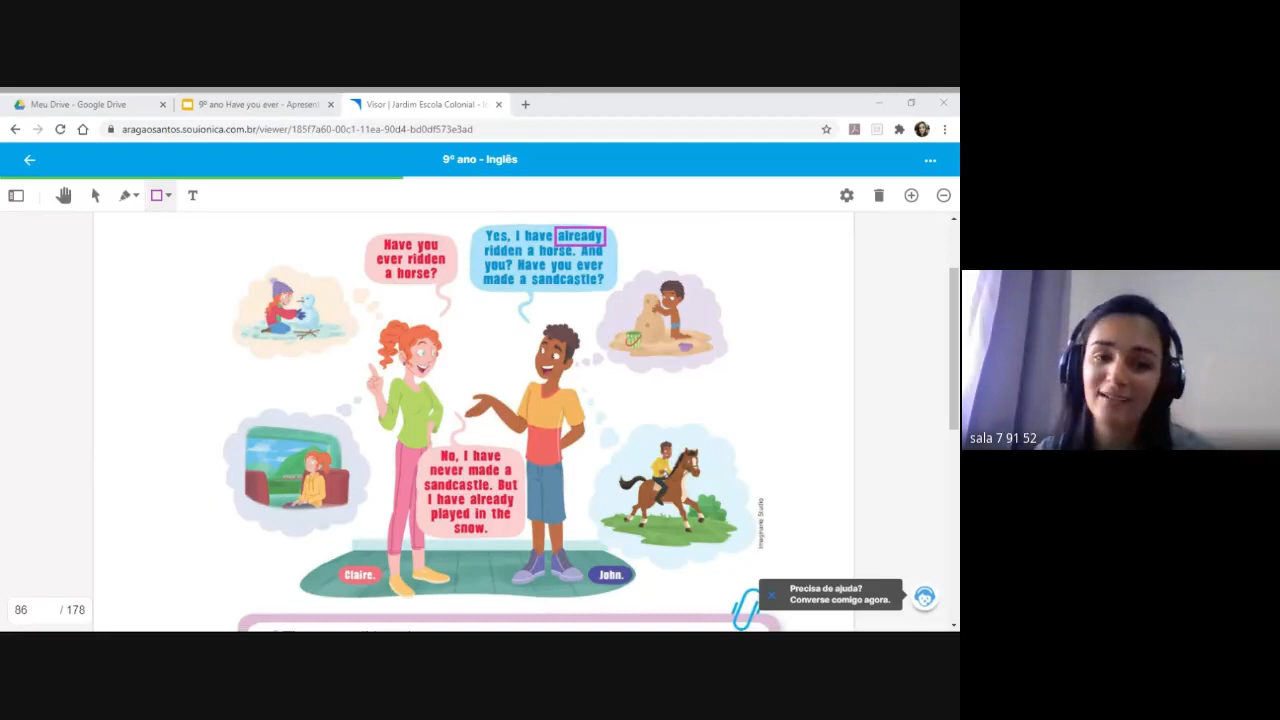 Meu Drive - Google Drive
9º ano Have you ever - Apresent
Visor | Jardim Escola Colonial -
aragaosantos.souionica.com.br/viewer/185f7a60-00c1-11ea-90d4-bd0df573e3ad
9º ano - Inglês
T
Have you
ever ridden
a horse?
Yes, I have already
ridden a horse. And
you? Have you ever
made a sandcastle?
No, I have
never made a
sandcastle. But
I have already
played in the
snow.
Claire.
John.
Imaginario Studio
86 / 178
Precisa de ajuda?
Converse comigo agora.
sala 7 91 52